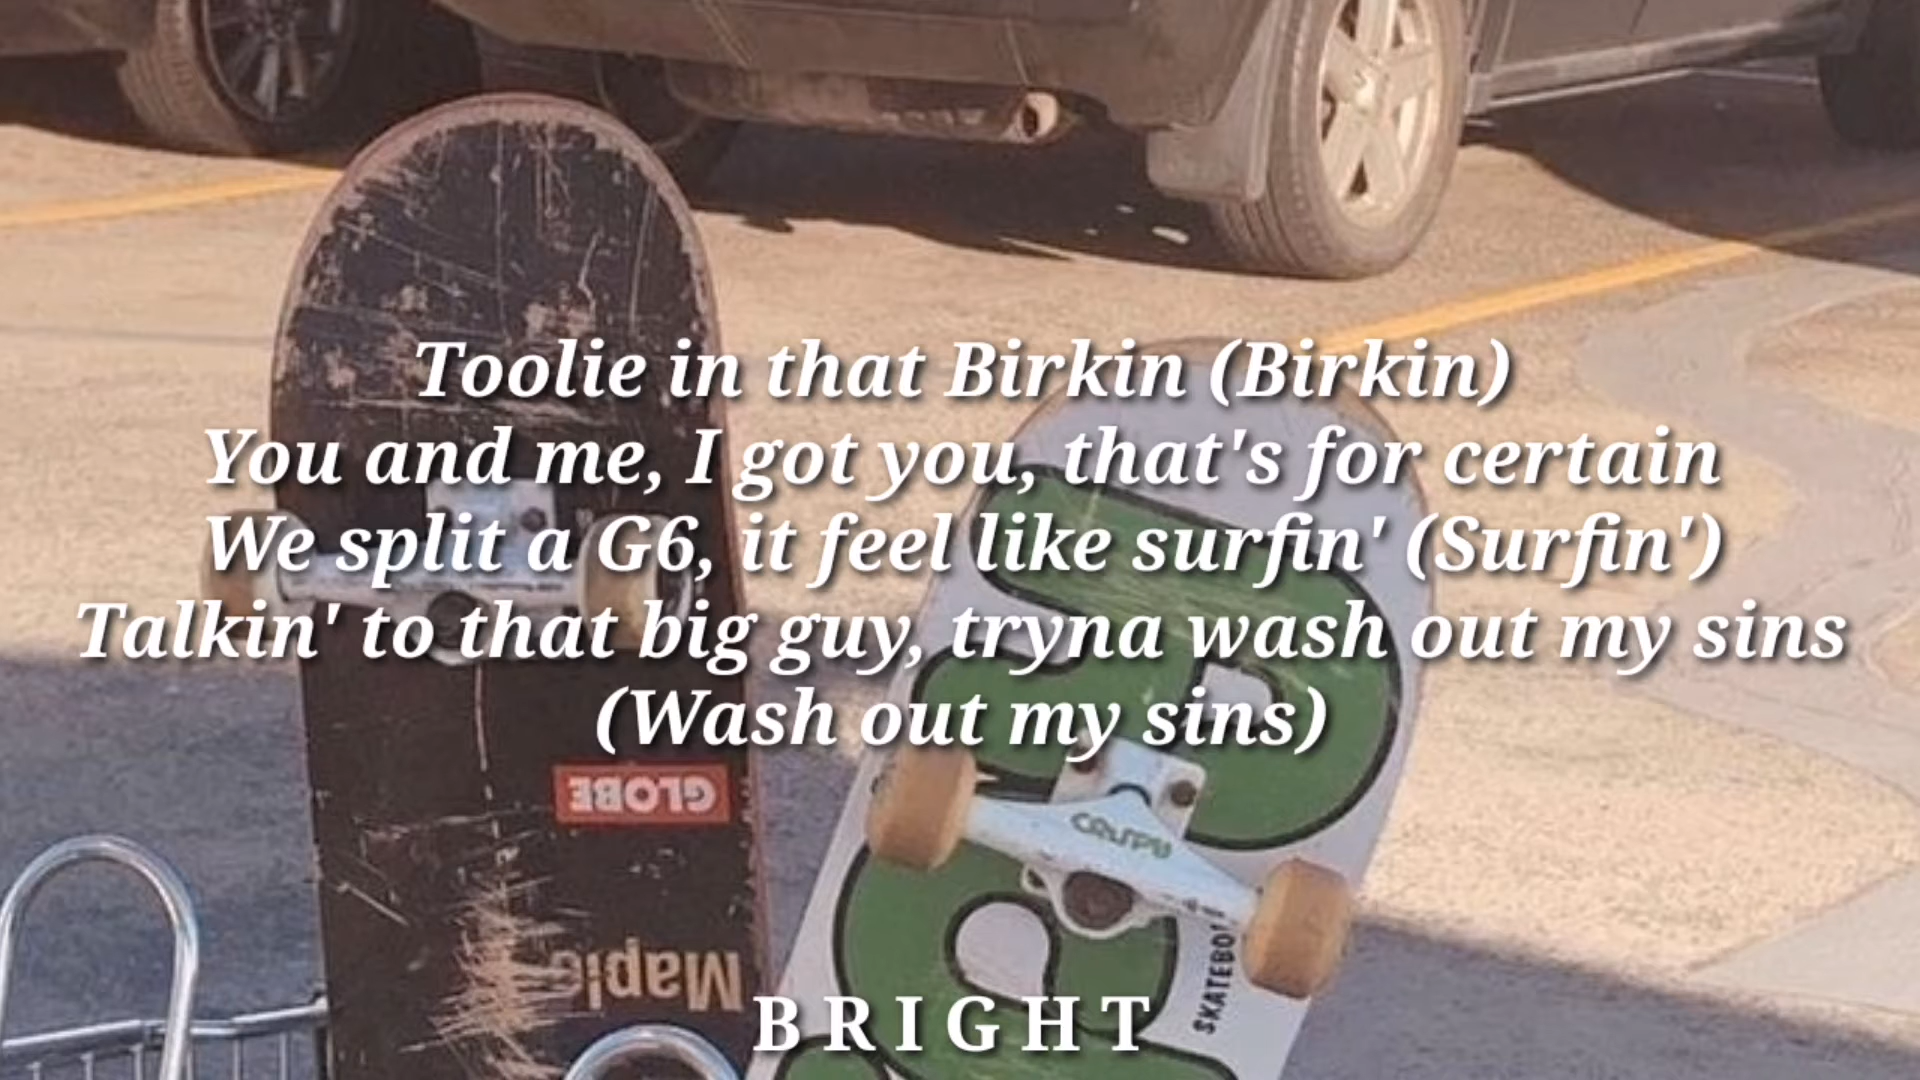 Toolie in that Birkin (Birkin)
You and me, I got you, that's for certain
We split a G6, it feel like surfin' (Surfin')
Talkin' to that big guy, tryna wash out my sins
(Wash out my sins)
GLOBE
Maple
BRIGHT